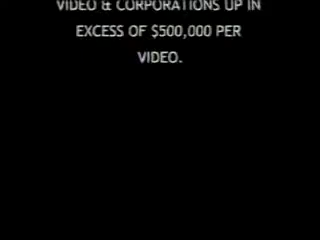 VIDEO & CORPORATIONS UP IN
EXCESS OF $500,000 PER
VIDEO.